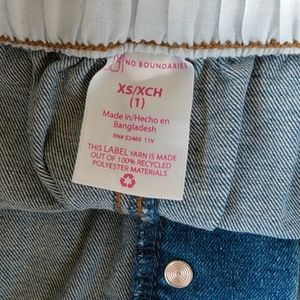 NO BOUNDARIES
XS/XCH
(1)
Made in/Hecho en
Bangladesh
RN# 52469 11V
THIS LABEL YARN IS MADE
OUT OF 100% RECYCLED
POLYESTER MATERIALS